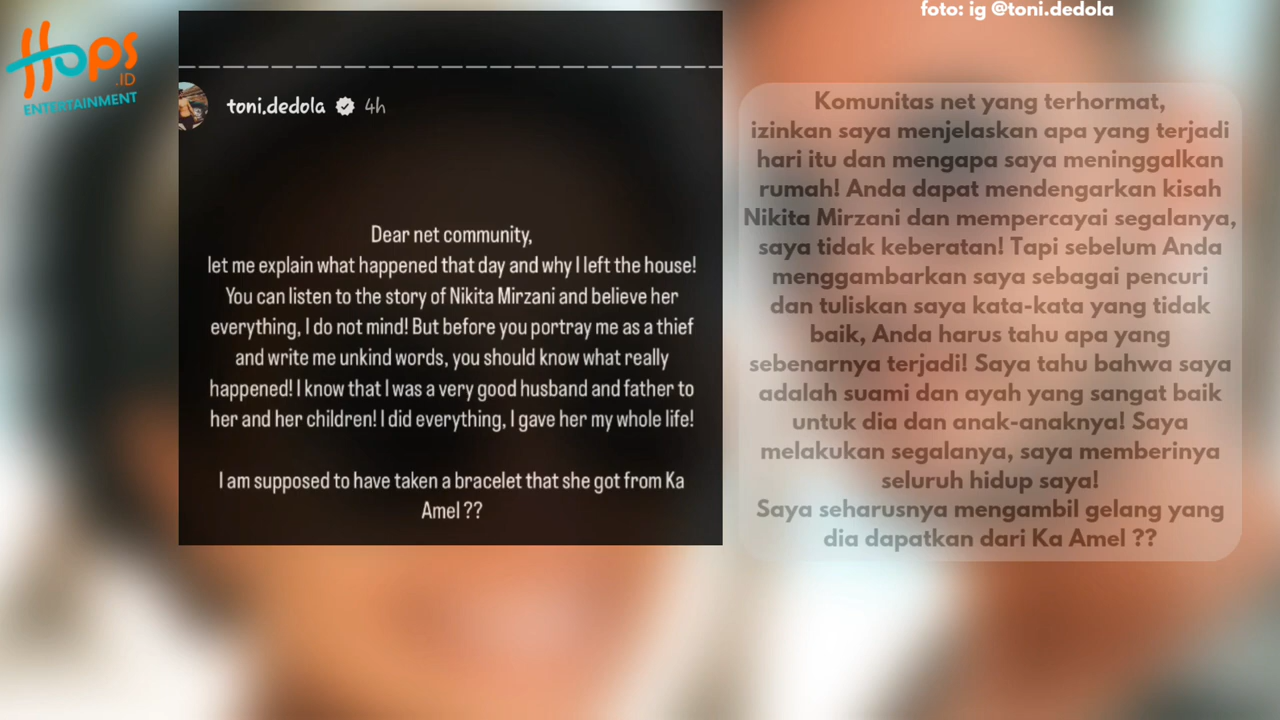 Hops
.ID
ENTERTAINMENT
foto: ig @toni.dedola
toni.dedola 4h
Dear net community,
let me explain what happened that day and why I left the house!
You can listen to the story of Nikita Mirzani and believe her
everything, I do not mind! But before you portray me as a thief
and write me unkind words, you should know what really
happened! I know that I was a very good husband and father to
her and her children! I did everything, I gave her my whole life!
I am supposed to have taken a bracelet that she got from Ka
Amel ??
Komunitas net yang terhormat,
izinkan saya menjelaskan apa yang terjadi
hari itu dan mengapa saya meninggalkan
rumah! Anda dapat mendengarkan kisah
Nikita Mirzani dan mempercayai segalanya,
saya tidak keberatan! Tapi sebelum Anda
menggambarkan saya sebagai pencuri
dan tuliskan saya kata-kata yang tidak
baik, Anda harus tahu apa yang
sebenarnya terjadi! Saya tahu bahwa saya
adalah suami dan ayah yang sangat baik
untuk dia dan anak-anaknya! Saya
melakukan segalanya, saya memberinya
seluruh hidup saya!
Saya seharusnya mengambil gelang yang
dia dapatkan dari Ka Amel ??